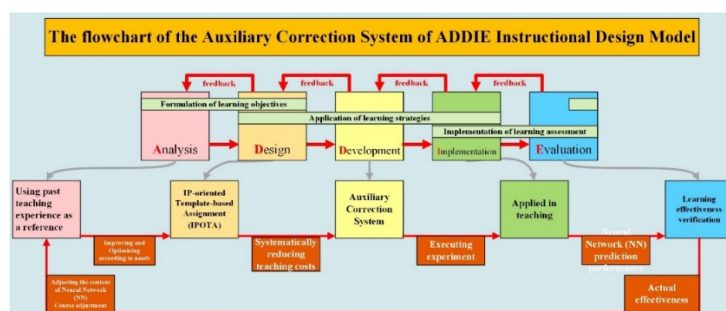 The flowchart of the Auxiliary Correction System of ADDIE Instructional Design Model
feedback
feedback
feedback
feedback
Formulation of learning objectives
Application of learning strategies
Implementation of learning assessment
Analysis
Design
Development
Implementation
Evaluation
Using past
teaching
experience as
a reference
IP-oriented
Template-based
Assignment
(IPOTA)
Auxiliary
Correction
System
Applied in
teaching
Learning
effectiveness
verification
Improving and
Optimizing
according to needs
Systematically
reducing
teaching costs
Executing
experiment
Neural
Network (NN)
prediction
performance
Adjusting the content
of Neural Network
(NN)
Course adjustment
Actual
effectiveness